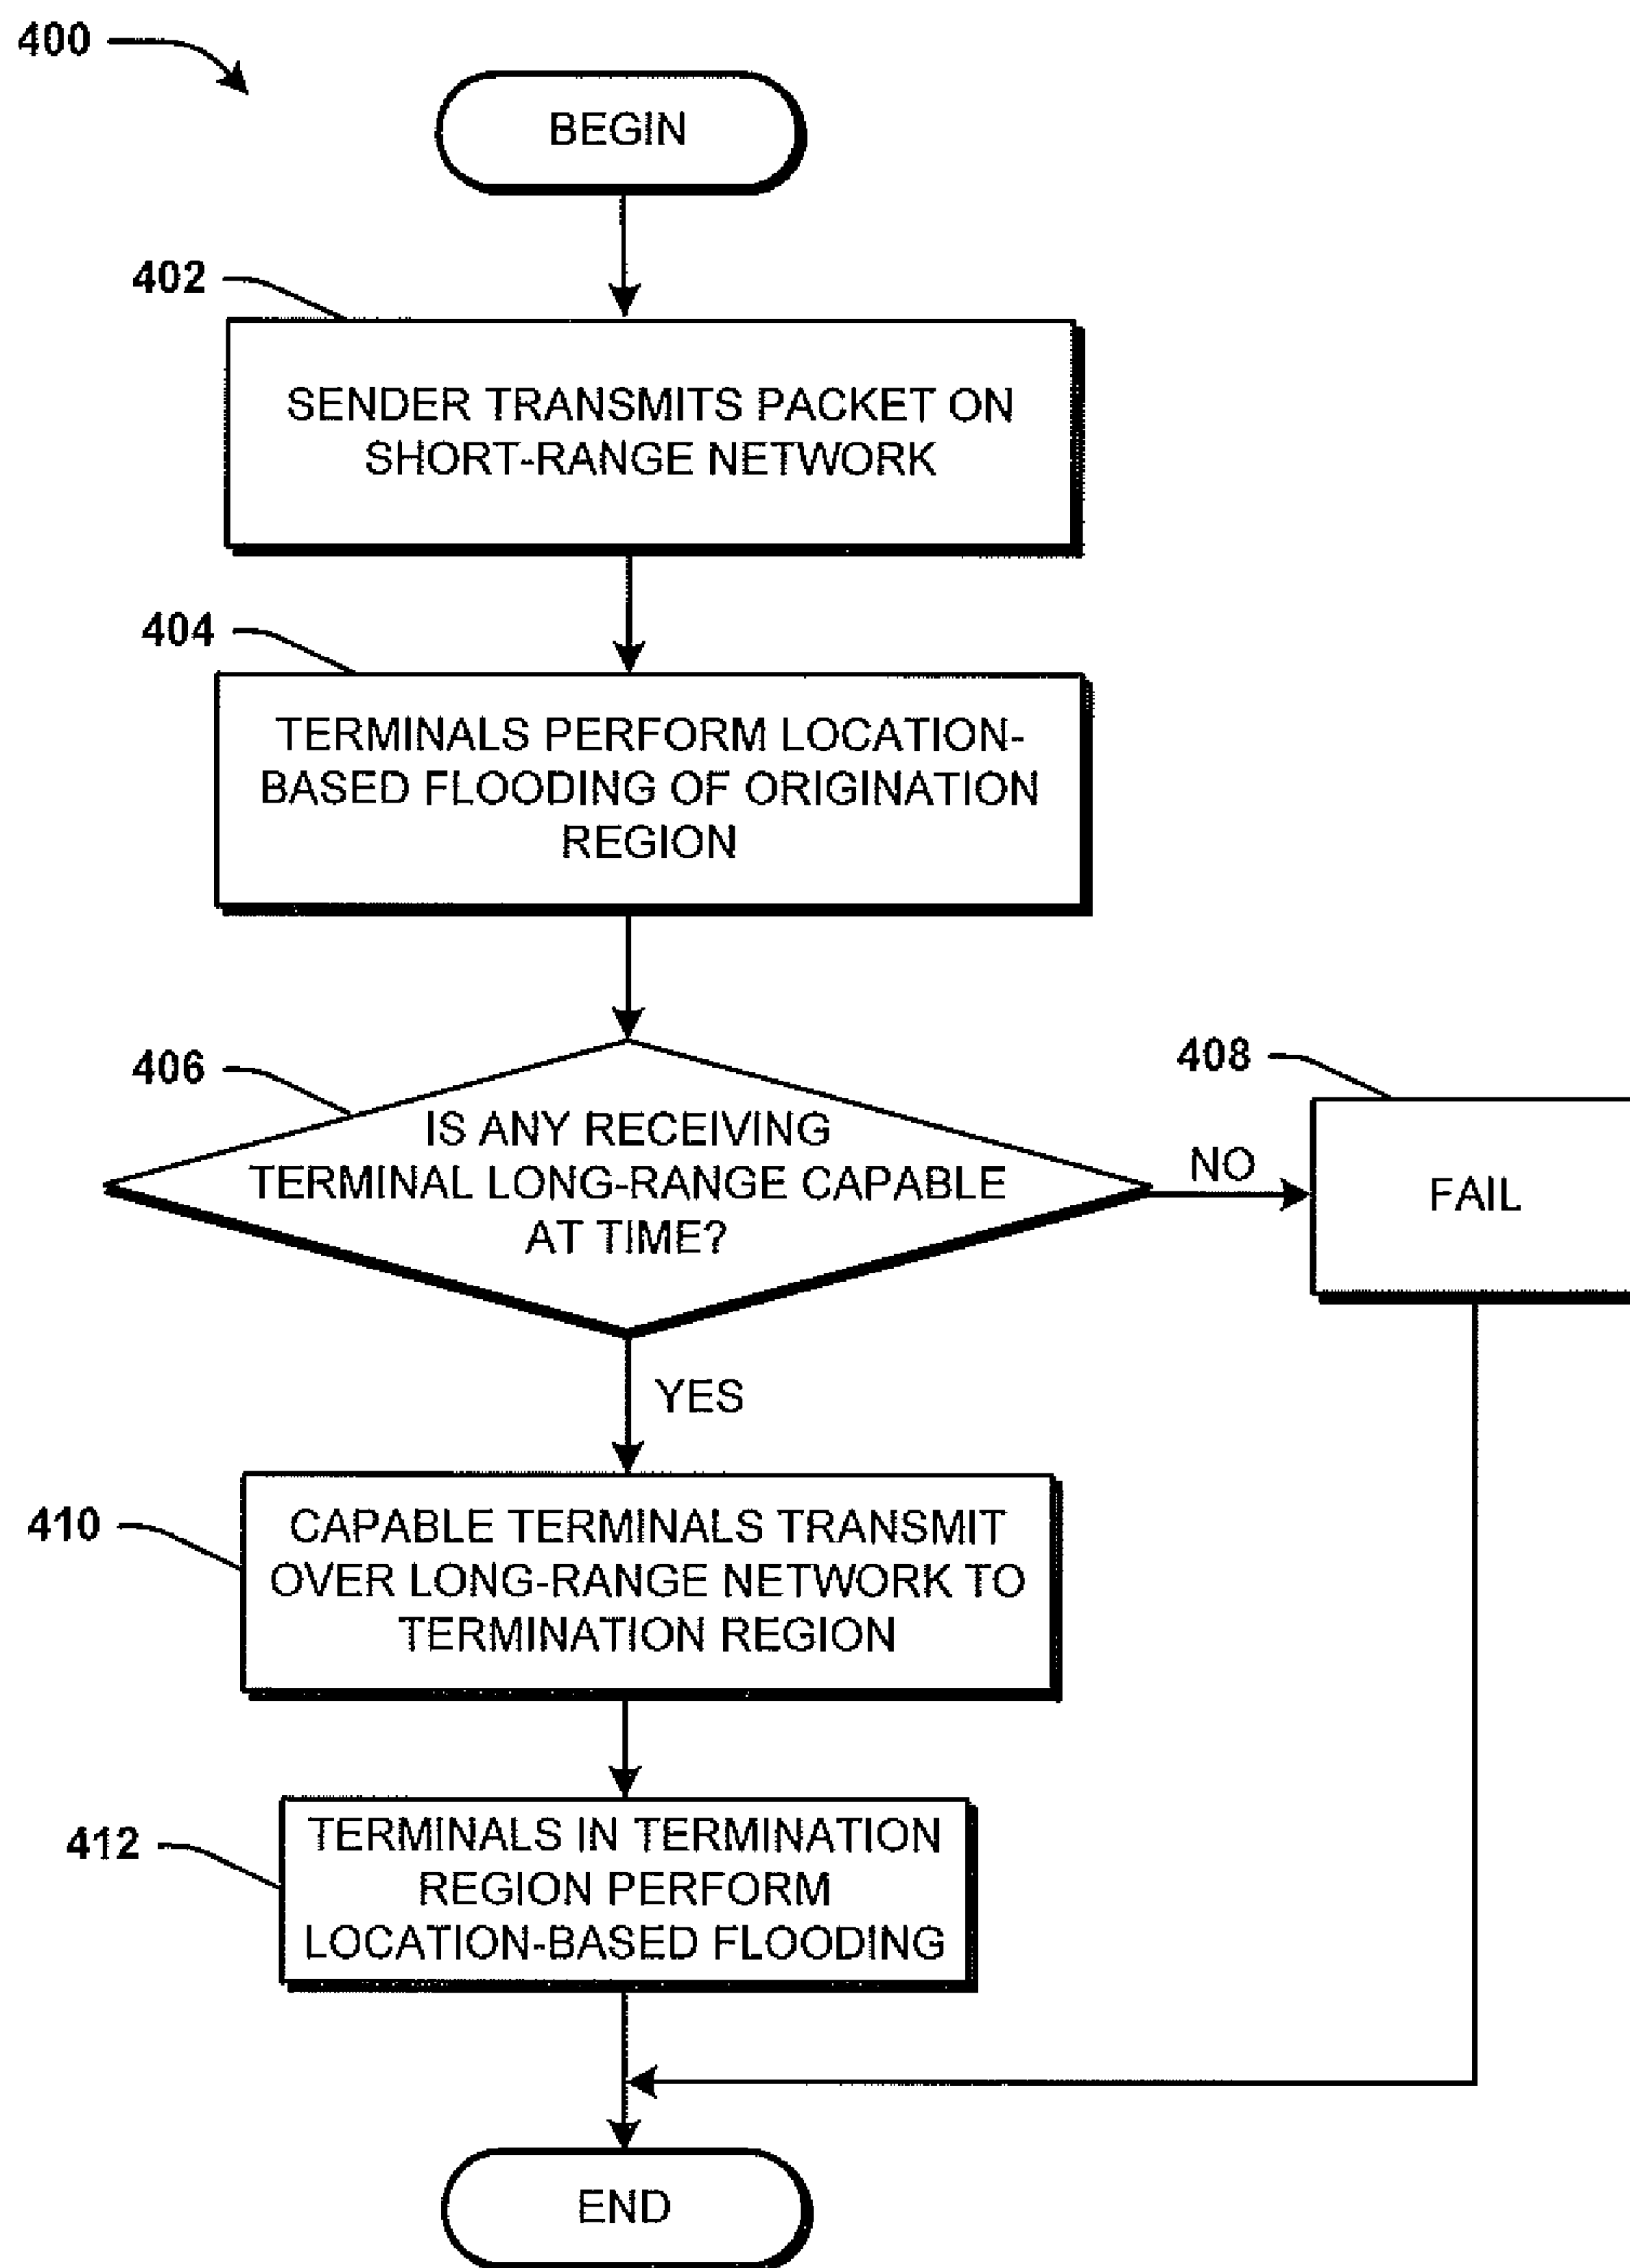 400
BEGIN
402
SENDER TRANSMITS PACKET ON
SHORT-RANGE NETWORK
404
TERMINALS PERFORM LOCATION-
BASED FLOODING OF ORIGINATION
REGION
406
IS ANY RECEIVING
TERMINAL LONG-RANGE CAPABLE
AT TIME?
NO
408
FAIL
YES
410
CAPABLE TERMINALS TRANSMIT
OVER LONG-RANGE NETWORK TO
TERMINATION REGION
412
TERMINALS IN TERMINATION
REGION PERFORM
LOCATION-BASED FLOODING
END